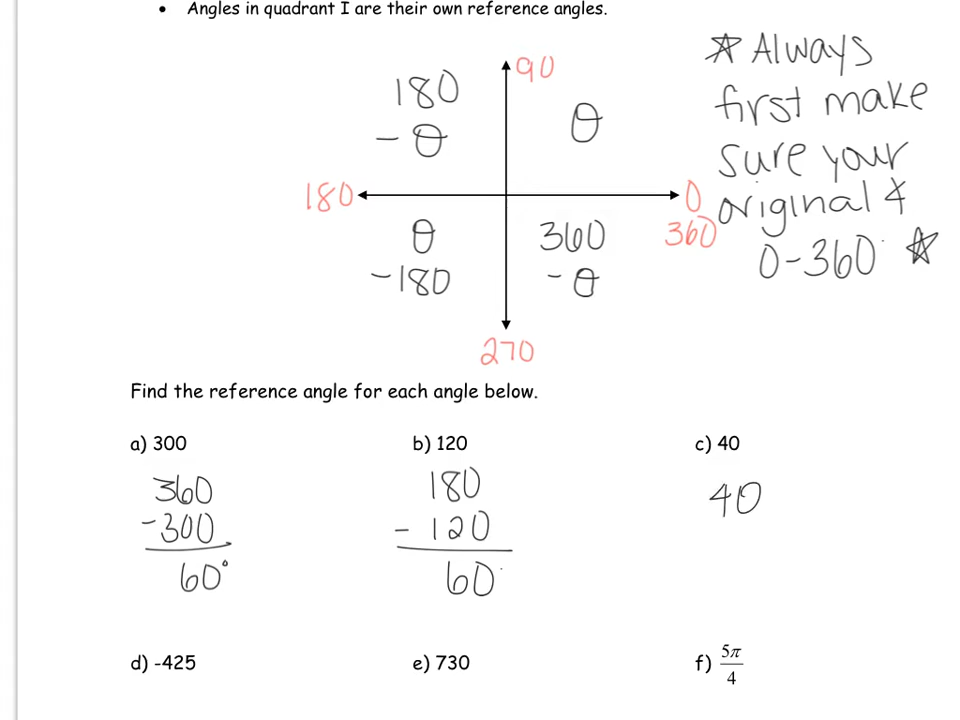 • Angles in quadrant I are their own reference angles.
☆ Always
first make
sure your
original ∡
0-360 ☆
90
180
- θ
θ
180
0
360
θ
-180
360
- θ
270
Find the reference angle for each angle below.
a) 300
b) 120
c) 40
360
-300
60°
180
- 120
60
40
d) -425
e) 730
f) 5π/4